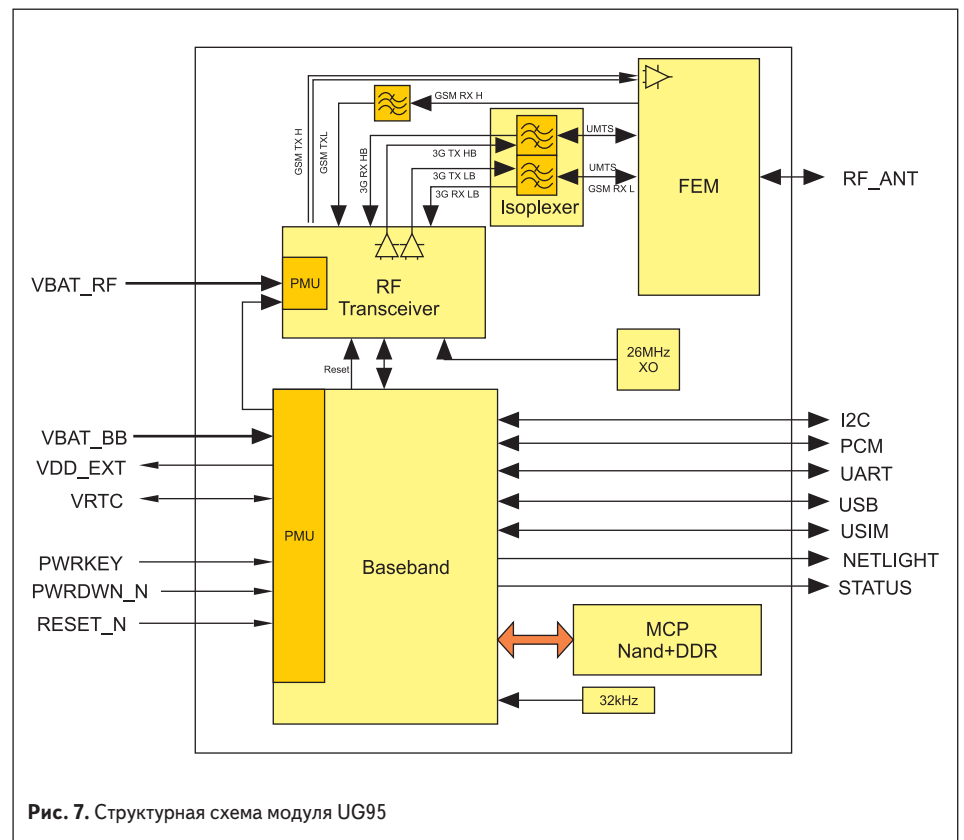 GSM TX H
GSM TXL
GSM RX H
3G RX HB
3G TX HB
3G TX LB
3G RX LB
UMTS
UMTS
GSM RX L
Isoplexer
FEM
RF_ANT
VBAT_RF
PMU
RF
Transceiver
26MHz
XO
Reset
VBAT_BB
VDD_EXT
VRTC
PWRKEY
PWRDWN_N
RESET_N
PMU
Baseband
I2C
PCM
UART
USB
USIM
NETLIGHT
STATUS
MCP
Nand+DDR
32kHz
Рис. 7. Структурная схема модуля UG95